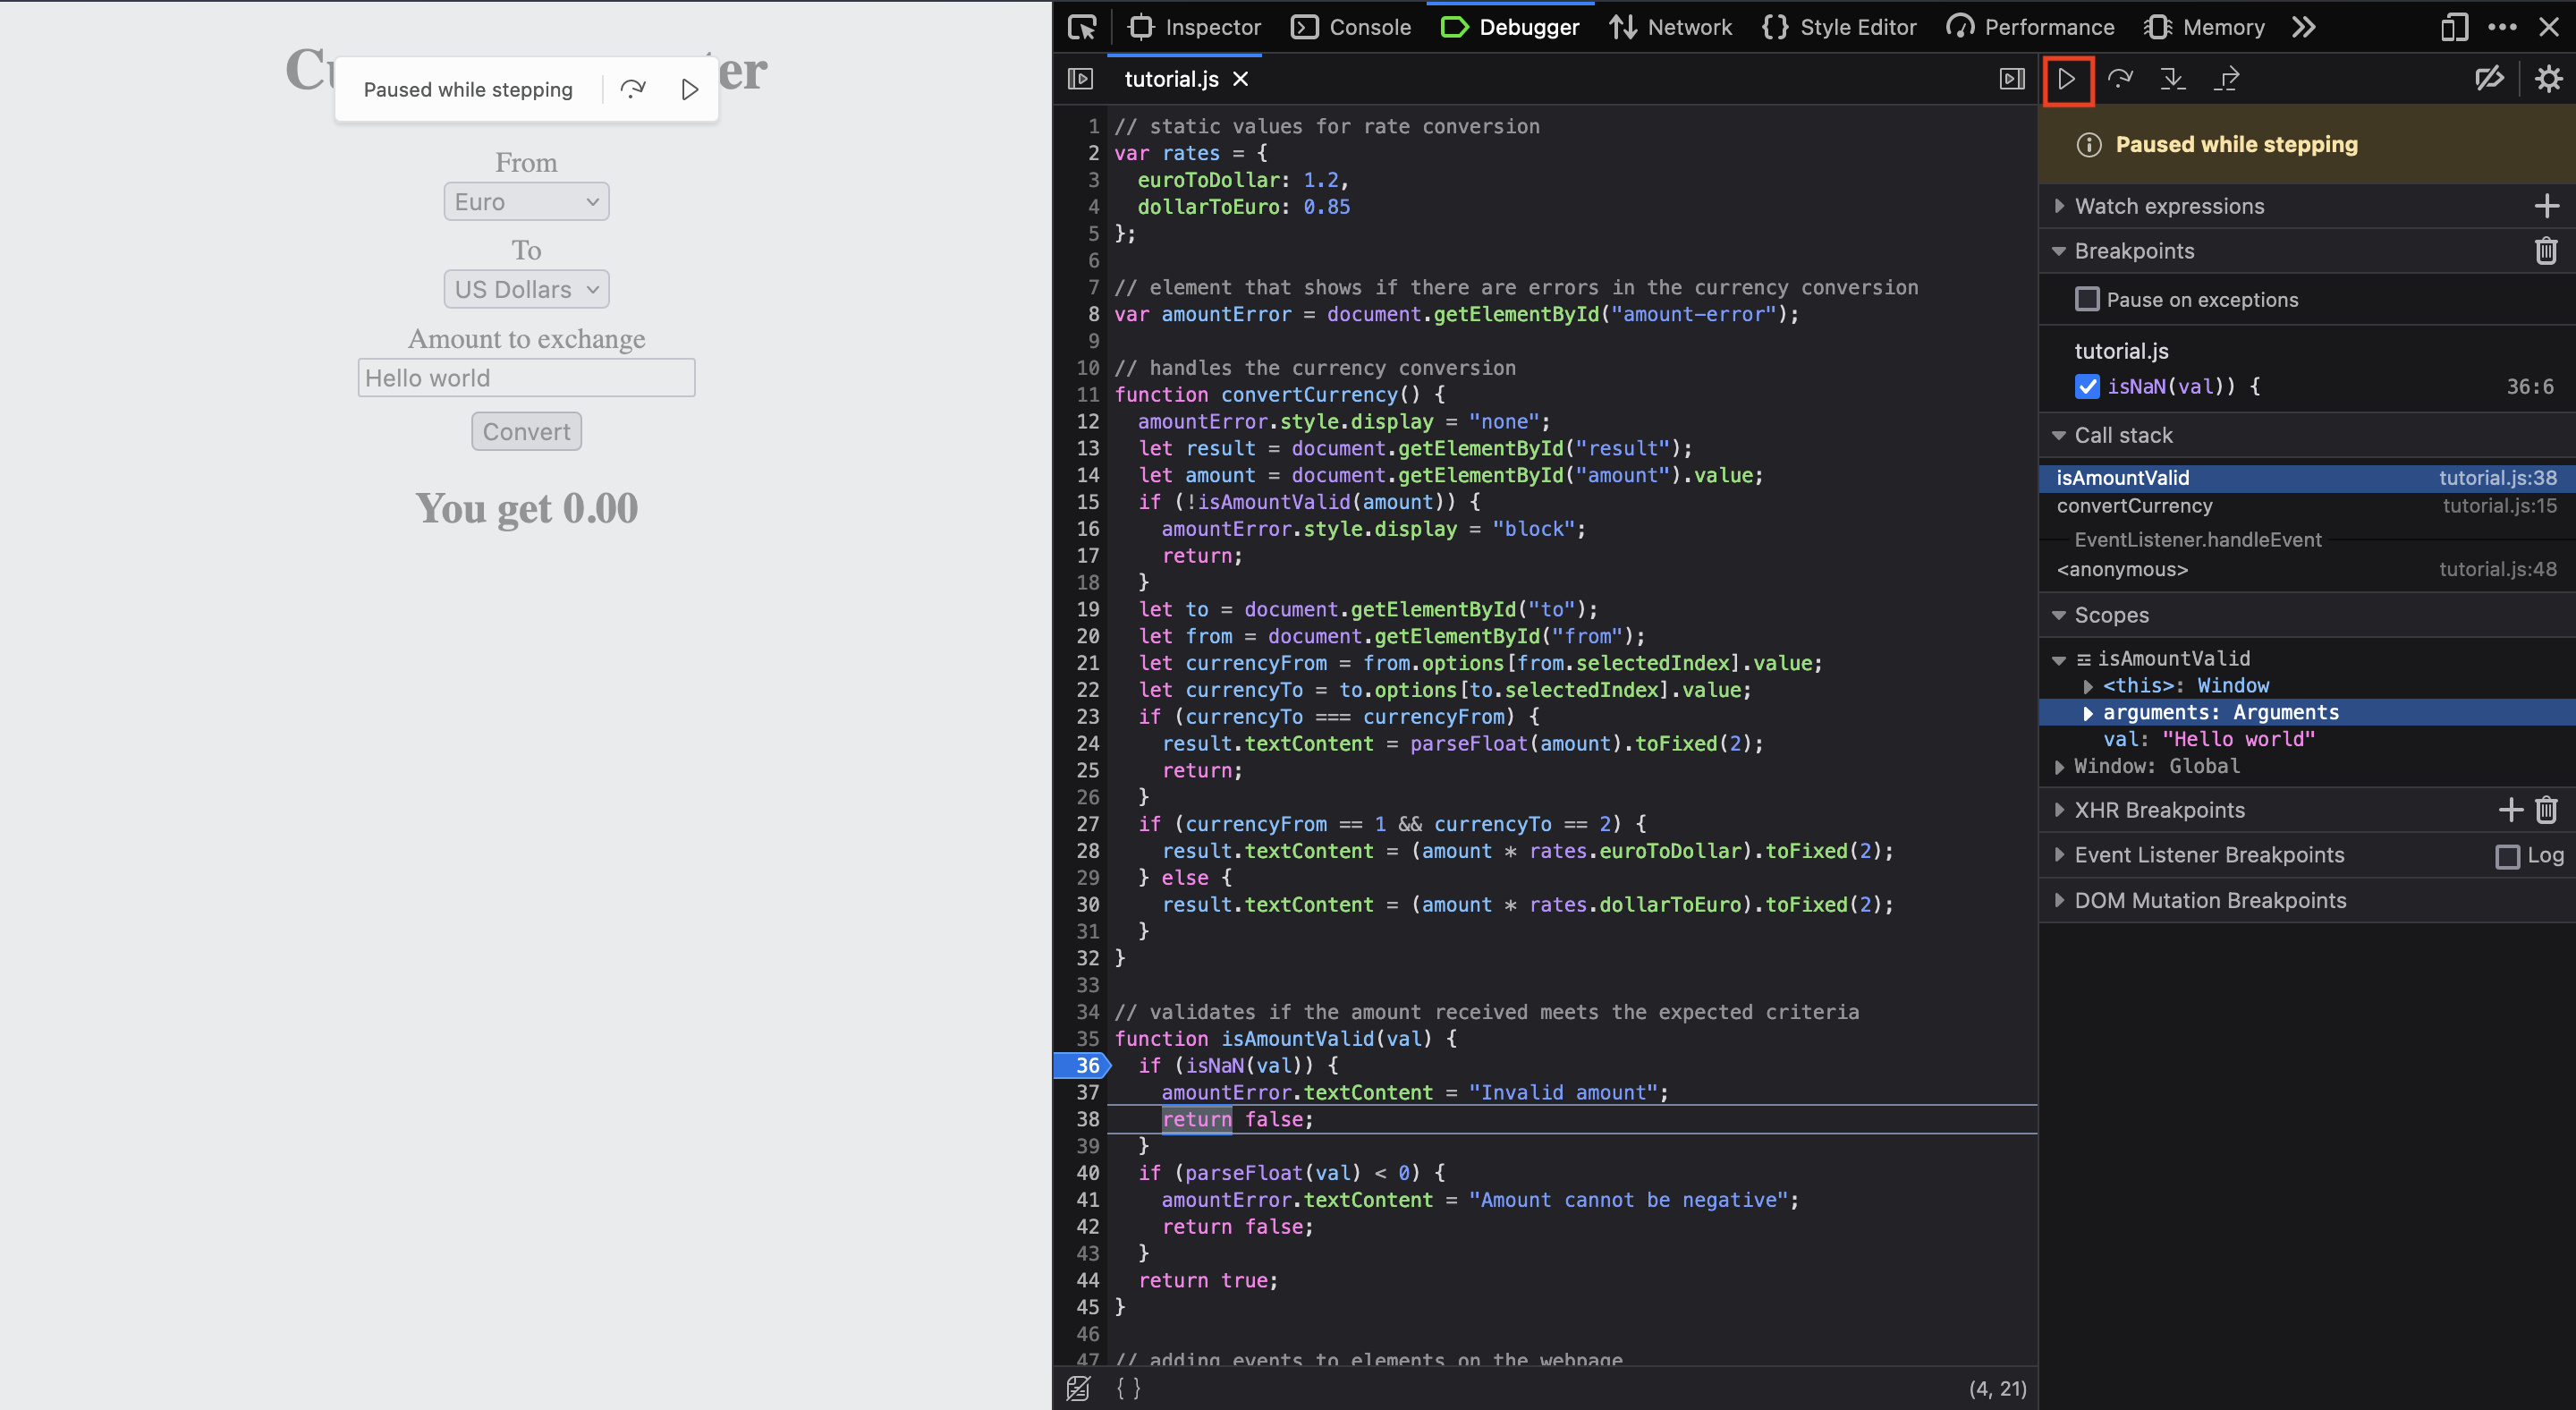 Paused while stepping
From
Euro
To
US Dollars
Amount to exchange
Hello world
Convert
You get 0.00
Inspector Console Debugger Network Style Editor Performance Memory
tutorial.js
1 // static values for rate conversion
2 var rates = {
3 euroToDollar: 1.2,
4 dollarToEuro: 0.85
5 };
6
7 // element that shows if there are errors in the currency conversion
8 var amountError = document.getElementById("amount-error");
9
10 // handles the currency conversion
11 function convertCurrency() {
12 amountError.style.display = "none";
13 let result = document.getElementById("result");
14 let amount = document.getElementById("amount").value;
15 if (!isAmountValid(amount)) {
16 amountError.style.display = "block";
17 return;
18 }
19 let to = document.getElementById("to");
20 let from = document.getElementById("from");
21 let currencyFrom = from.options[from.selectedIndex].value;
22 let currencyTo = to.options[to.selectedIndex].value;
23 if (currencyTo === currencyFrom) {
24 result.textContent = parseFloat(amount).toFixed(2);
25 return;
26 }
27 if (currencyFrom == 1 && currencyTo == 2) {
28 result.textContent = (amount * rates.euroToDollar).toFixed(2);
29 } else {
30 result.textContent = (amount * rates.dollarToEuro).toFixed(2);
31 }
32 }
33
34 // validates if the amount received meets the expected criteria
35 function isAmountValid(val) {
36 if (isNaN(val)) {
37 amountError.textContent = "Invalid amount";
38 return false;
39 }
40 if (parseFloat(val) < 0) {
41 amountError.textContent = "Amount cannot be negative";
42 return false;
43 }
44 return true;
45 }
46
47 // adding events to elements on the webpage
{ } (4, 21)
Paused while stepping
Watch expressions
Breakpoints
Pause on exceptions
tutorial.js
isNaN(val)) { 36:6
Call stack
isAmountValid tutorial.js:38
convertCurrency tutorial.js:15
EventListener.handleEvent
<anonymous> tutorial.js:48
Scopes
isAmountValid
<this>: Window
arguments: Arguments
val: "Hello world"
Window: Global
XHR Breakpoints
Event Listener Breakpoints Log
DOM Mutation Breakpoints